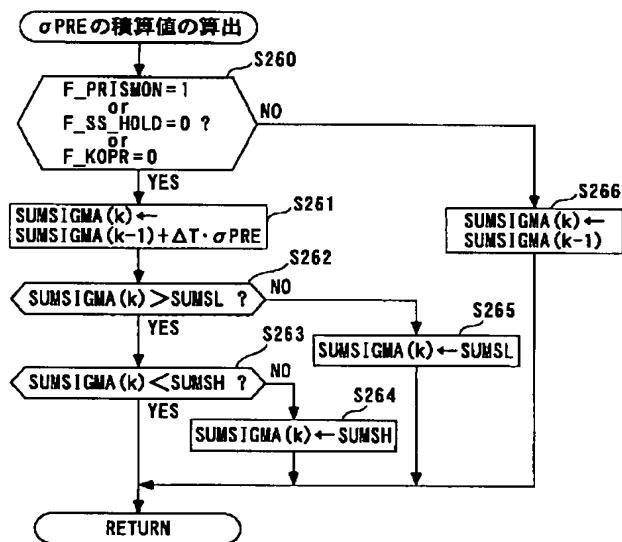 σPREの積算値の算出
S260
F_PRISMON=1
or
F_SS_HOLD=0 ?
or
F_KOPR=0
NO
YES
S261
SUMSIGMA(k)←
SUMSIGMA(k-1)+ΔT·σPRE
S266
SUMSIGMA(k)←
SUMSIGMA(k-1)
S262
SUMSIGMA(k)>SUMSL ?
NO
YES
S265
SUMSIGMA(k)←SUMSL
S263
SUMSIGMA(k)<SUMSH ?
NO
YES
S264
SUMSIGMA(k)←SUMSH
RETURN